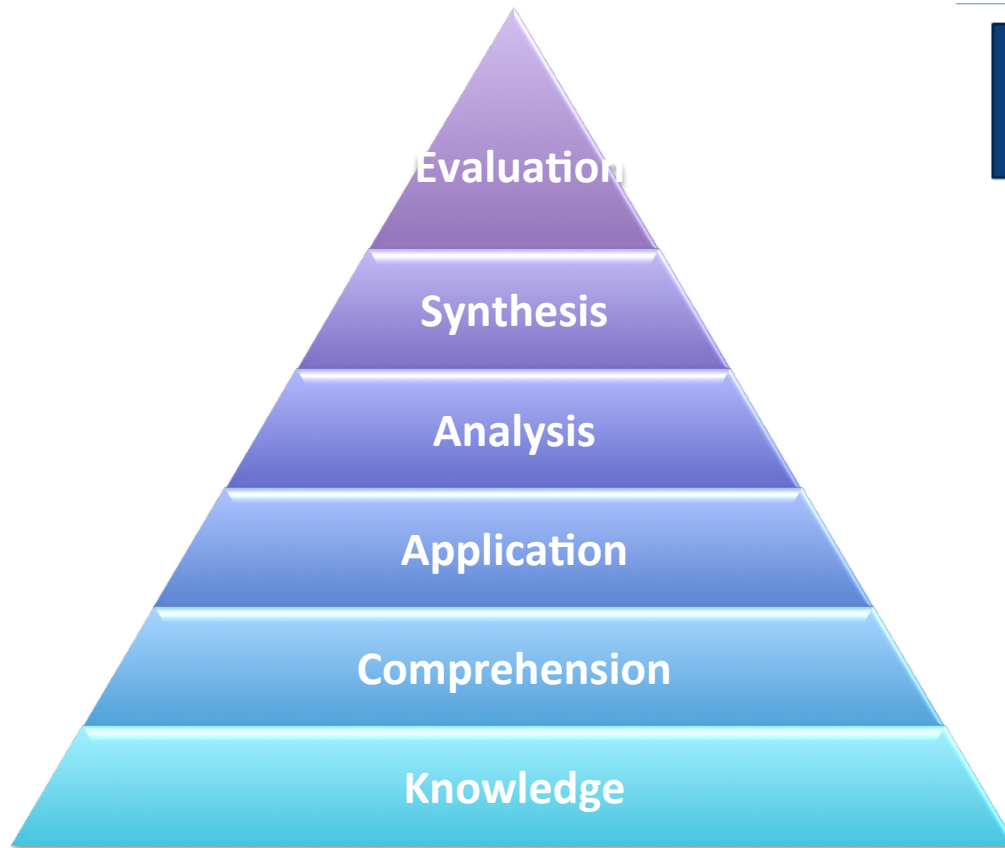 Evaluation
Synthesis
Analysis
Application
Comprehension
Knowledge